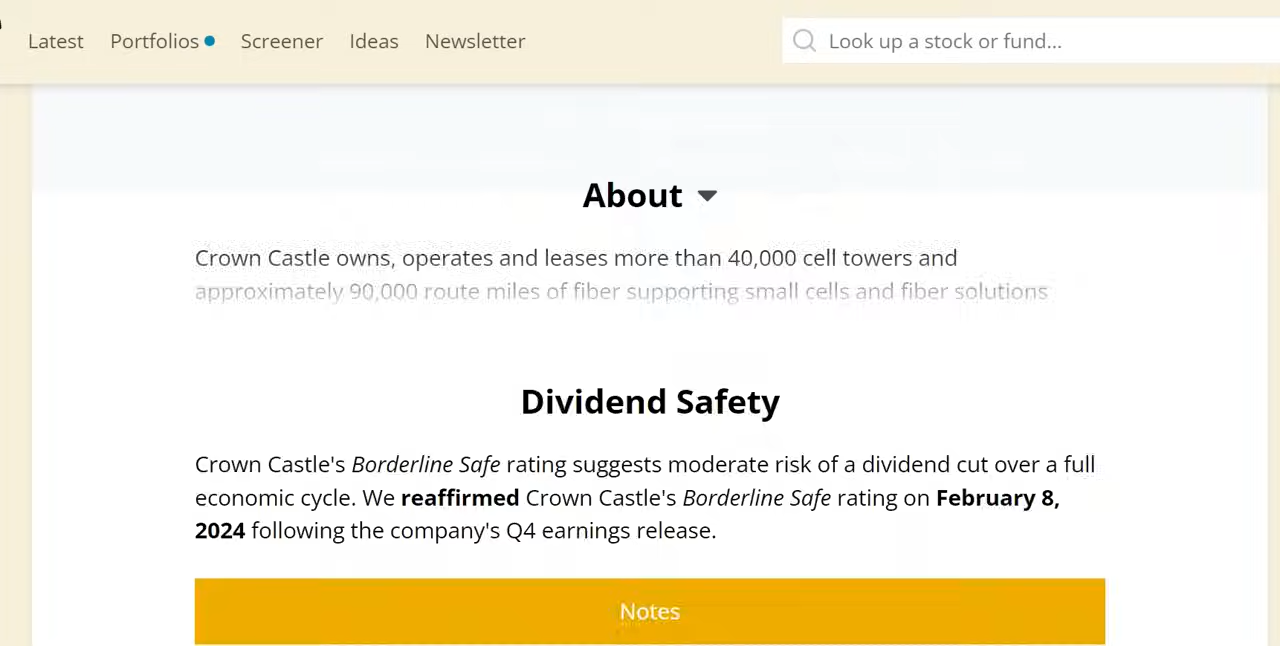 Latest Portfolios Screener Ideas Newsletter Look up a stock or fund...
About
Crown Castle owns, operates and leases more than 40,000 cell towers and
approximately 90,000 route miles of fiber supporting small cells and fiber solutions
Dividend Safety
Crown Castle's Borderline Safe rating suggests moderate risk of a dividend cut over a full
economic cycle. We reaffirmed Crown Castle's Borderline Safe rating on February 8,
2024 following the company's Q4 earnings release.
Notes